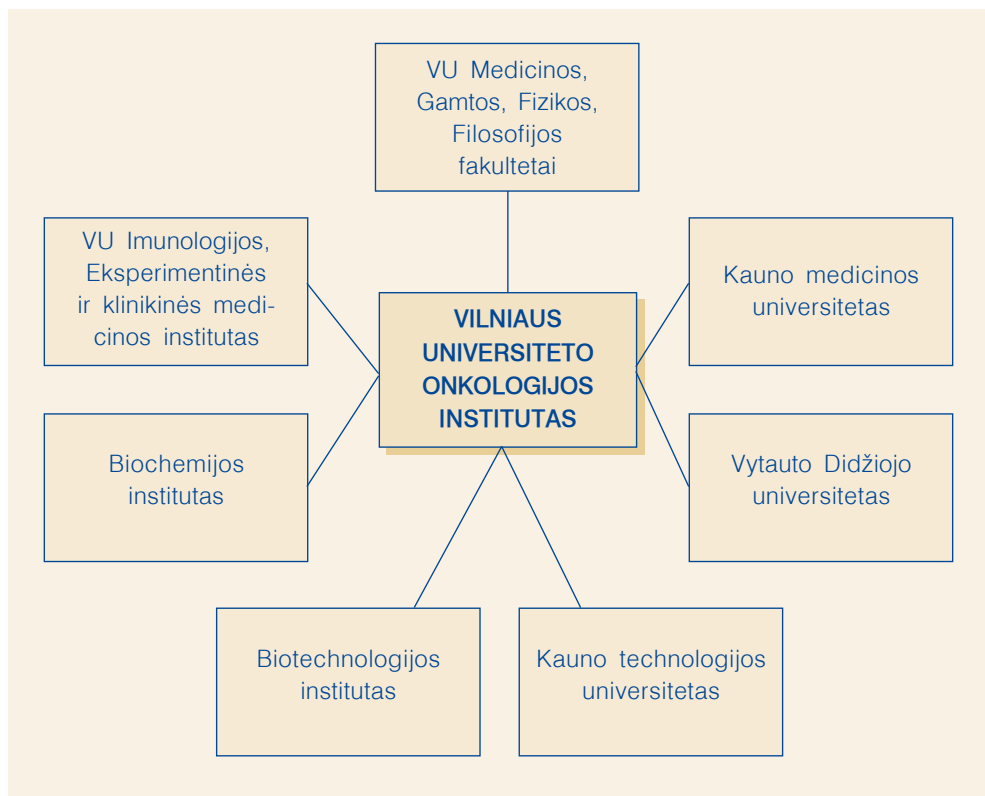 VU Medicinos,
Gamtos, Fizikos,
Filosofijos
fakultetai
VU Imunologijos,
Eksperimentinės
ir klinikinės medi-
cinos institutas
Kauno medicinos
universitetas
VILNIAUS
UNIVERSITETO
ONKOLOGIJOS
INSTITUTAS
Biochemijos
institutas
Vytauto Didžiojo
universitetas
Biotechnologijos
institutas
Kauno technologijos
universitetas